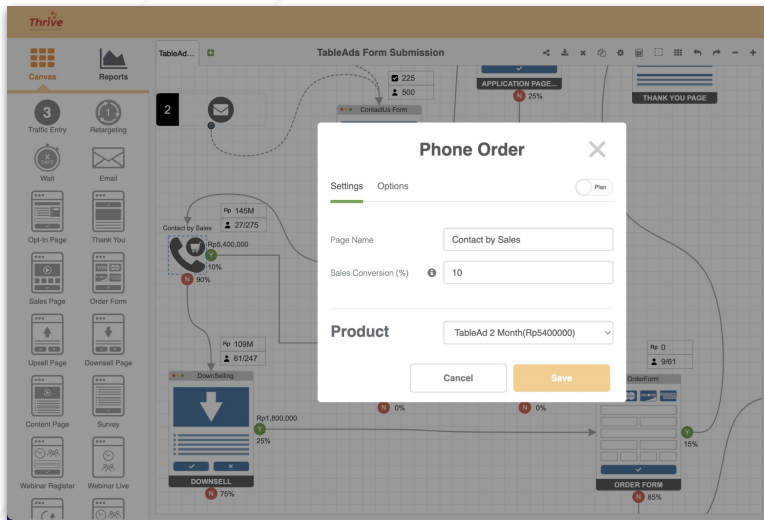 Thrive
Canvas
Reports
TableAd...
TableAds Form Submission
3
Traffic Entry
1
Retargeting
X
DAYS
Wait
Email
Opt-In Page
Thank You
Sales Page
Order Form
Upsell Page
Downsell Page
Content Page
Survey
Webinar Register
Webinar Live
2
225
500
ContactUs Form
APPLICATION PAGE...
N 25%
THANK YOU PAGE
Rp 145M
27/275
Contact by Sales
Rp5,400,000
Y
10%
N 90%
Rp 109M
61/247
DownSelling
Rp1,800,000
Y
25%
DOWNSELL
N 75%
Phone Order
Settings
Options
Plan
Page Name
Contact by Sales
Sales Conversion (%)
10
Product
TableAd 2 Month(Rp5400000)
Cancel
Save
N 0%
N 0%
Rp 0
9/61
OrderForm
Y
15%
ORDER FORM
N 85%